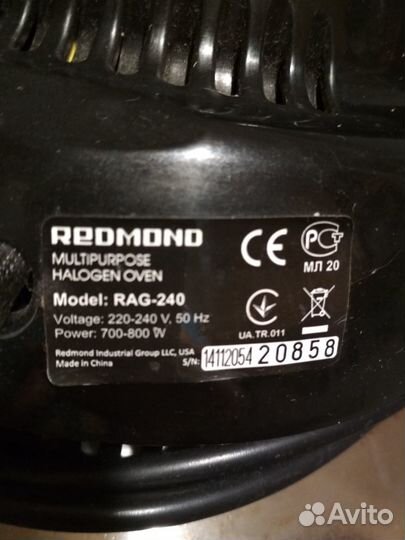 REDMOND
MULTIPURPOSE
HALOGEN OVEN
Model: RAG-240
Voltage: 220-240 V, 50 Hz
Power: 700-800 W
Redmond Industrial Group LLC, USA
Made in China
CE
РСТ
МЛ 20
UA.TR.011
S/N: 14112054 20858
Avito